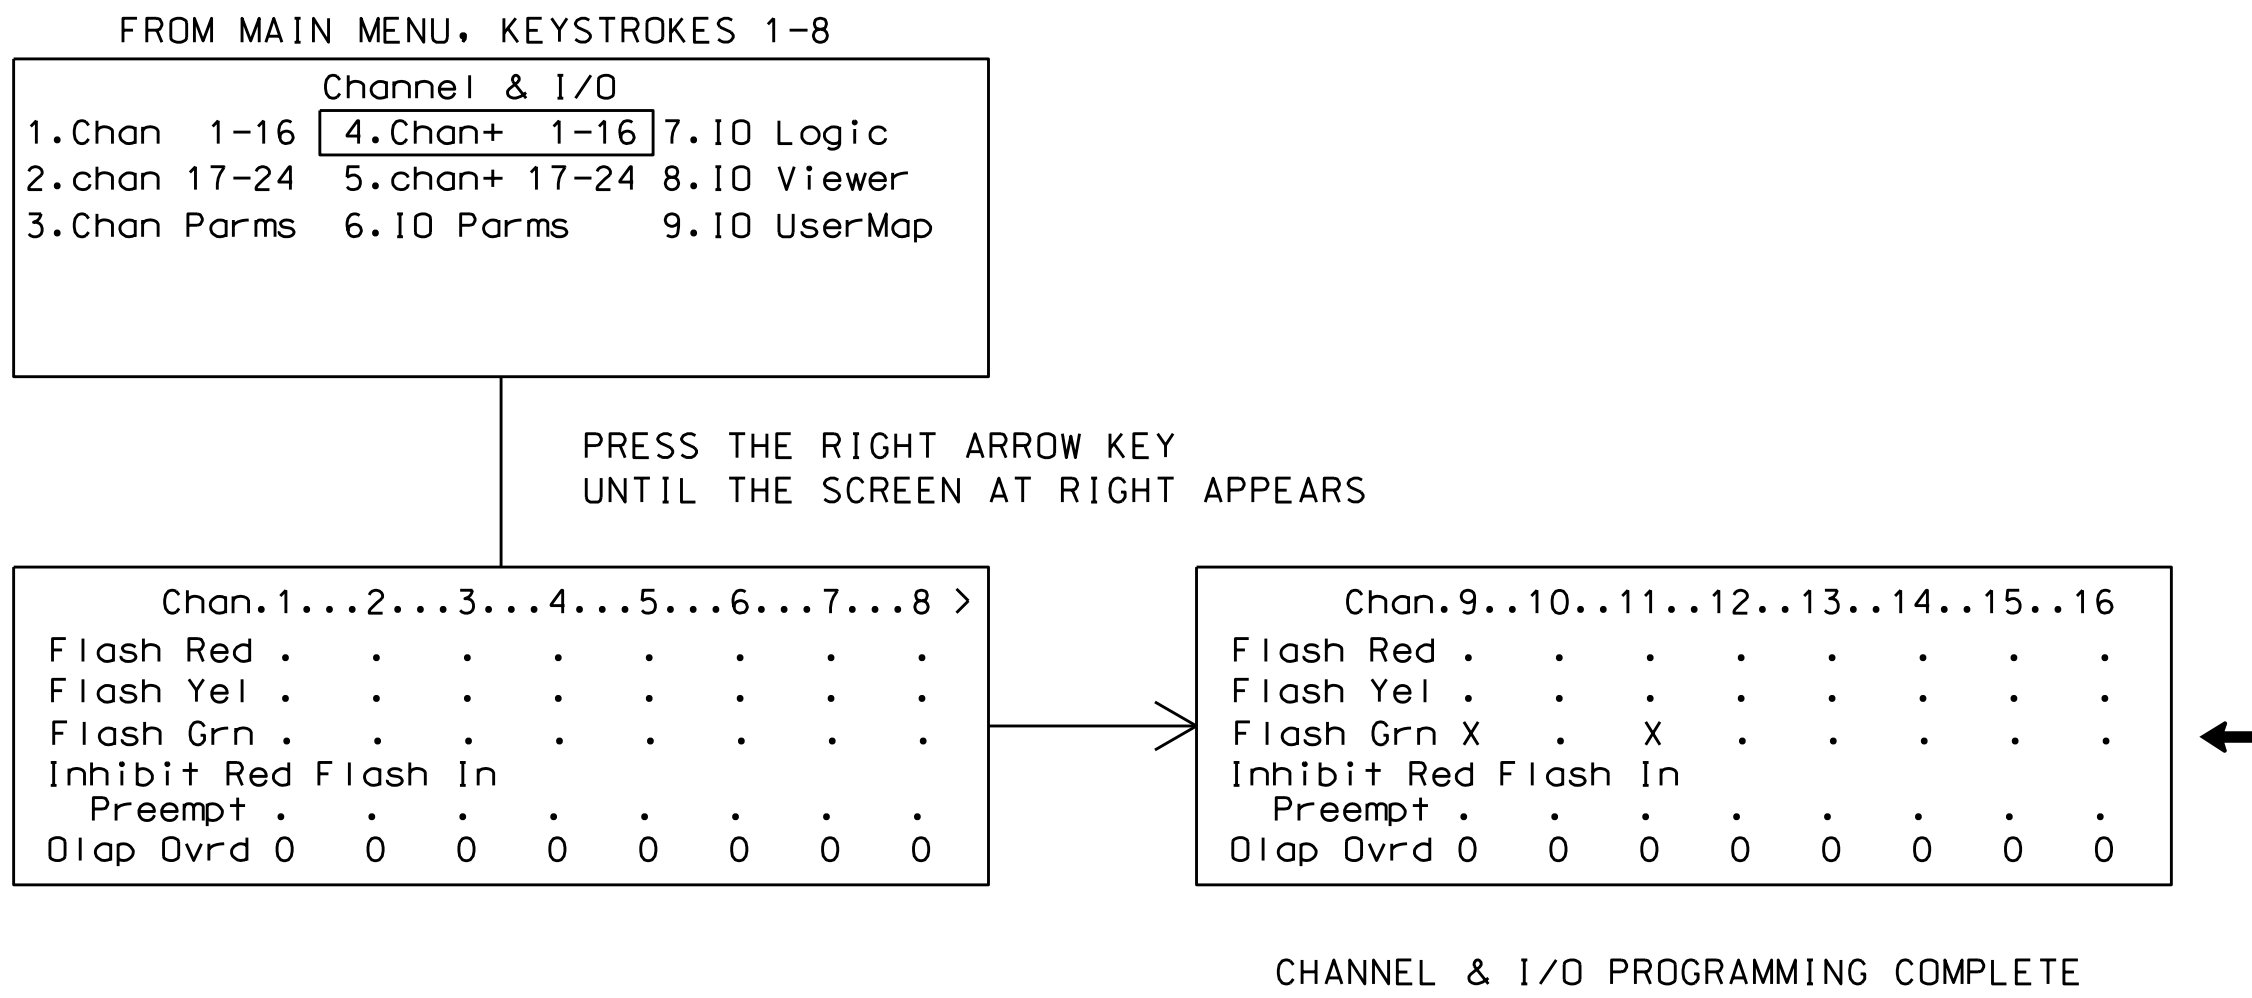 FROM MAIN MENU, KEYSTROKES 1-8
Channel & I/O
1.Chan 1-16 4.Chan+ 1-16 7.IO Logic
2.chan 17-24 5.chan+ 17-24 8.IO Viewer
3.Chan Parms 6.IO Parms 9.IO UserMap
PRESS THE RIGHT ARROW KEY
UNTIL THE SCREEN AT RIGHT APPEARS
Chan.1...2...3...4...5...6...7...8 >
Flash Red . . . . . . . .
Flash Yel . . . . . . . .
Flash Grn . . . . . . . .
Inhibit Red Flash In
Preempt . . . . . . . .
Olap Ovrd 0 0 0 0 0 0 0 0
Chan.9..10..11..12..13..14..15..16
Flash Red . . . . . . . .
Flash Yel . . . . . . . .
Flash Grn X . X . . . . .
Inhibit Red Flash In
Preempt . . . . . . . .
Olap Ovrd 0 0 0 0 0 0 0 0
CHANNEL & I/O PROGRAMMING COMPLETE